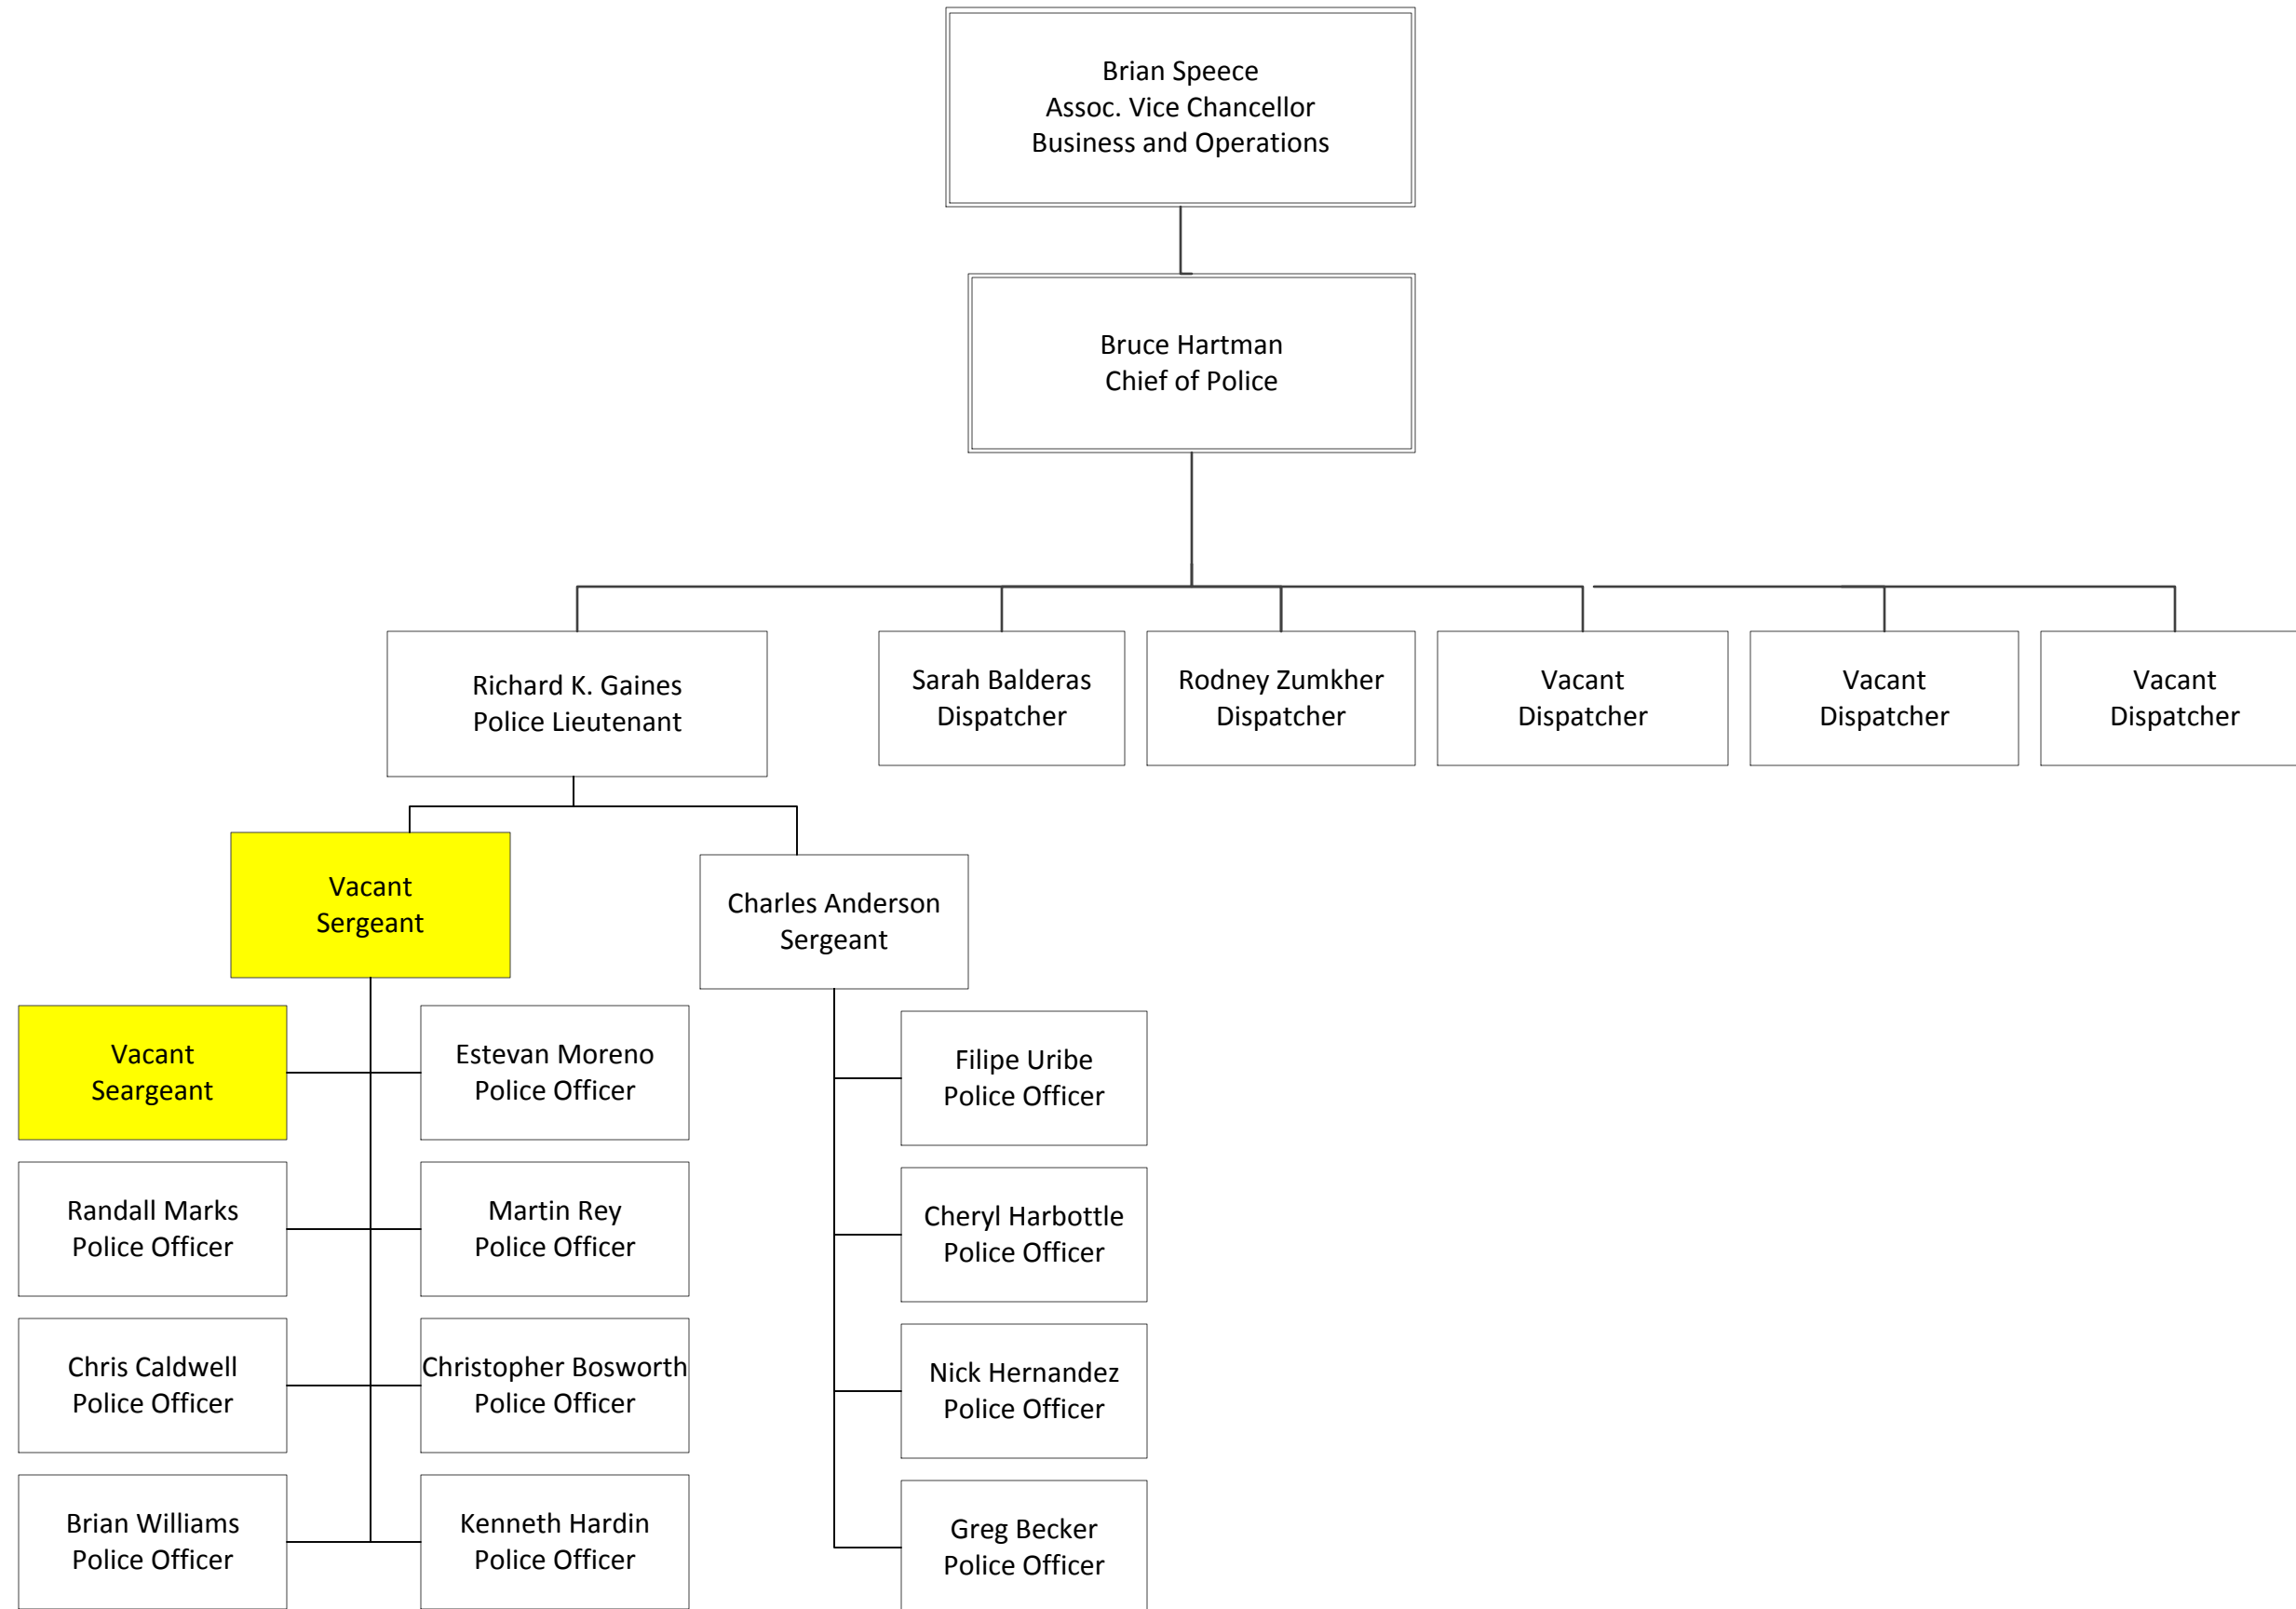 Brian Speece
Assoc. Vice Chancellor
Business and Operations
Bruce Hartman
Chief of Police
Richard K. Gaines
Police Lieutenant
Sarah Balderas
Dispatcher
Rodney Zumkher
Dispatcher
Vacant
Dispatcher
Vacant
Dispatcher
Vacant
Dispatcher
Vacant
Sergeant
Charles Anderson
Sergeant
Vacant
Seargeant
Estevan Moreno
Police Officer
Filipe Uribe
Police Officer
Randall Marks
Police Officer
Martin Rey
Police Officer
Cheryl Harbottle
Police Officer
Chris Caldwell
Police Officer
Christopher Bosworth
Police Officer
Nick Hernandez
Police Officer
Brian Williams
Police Officer
Kenneth Hardin
Police Officer
Greg Becker
Police Officer